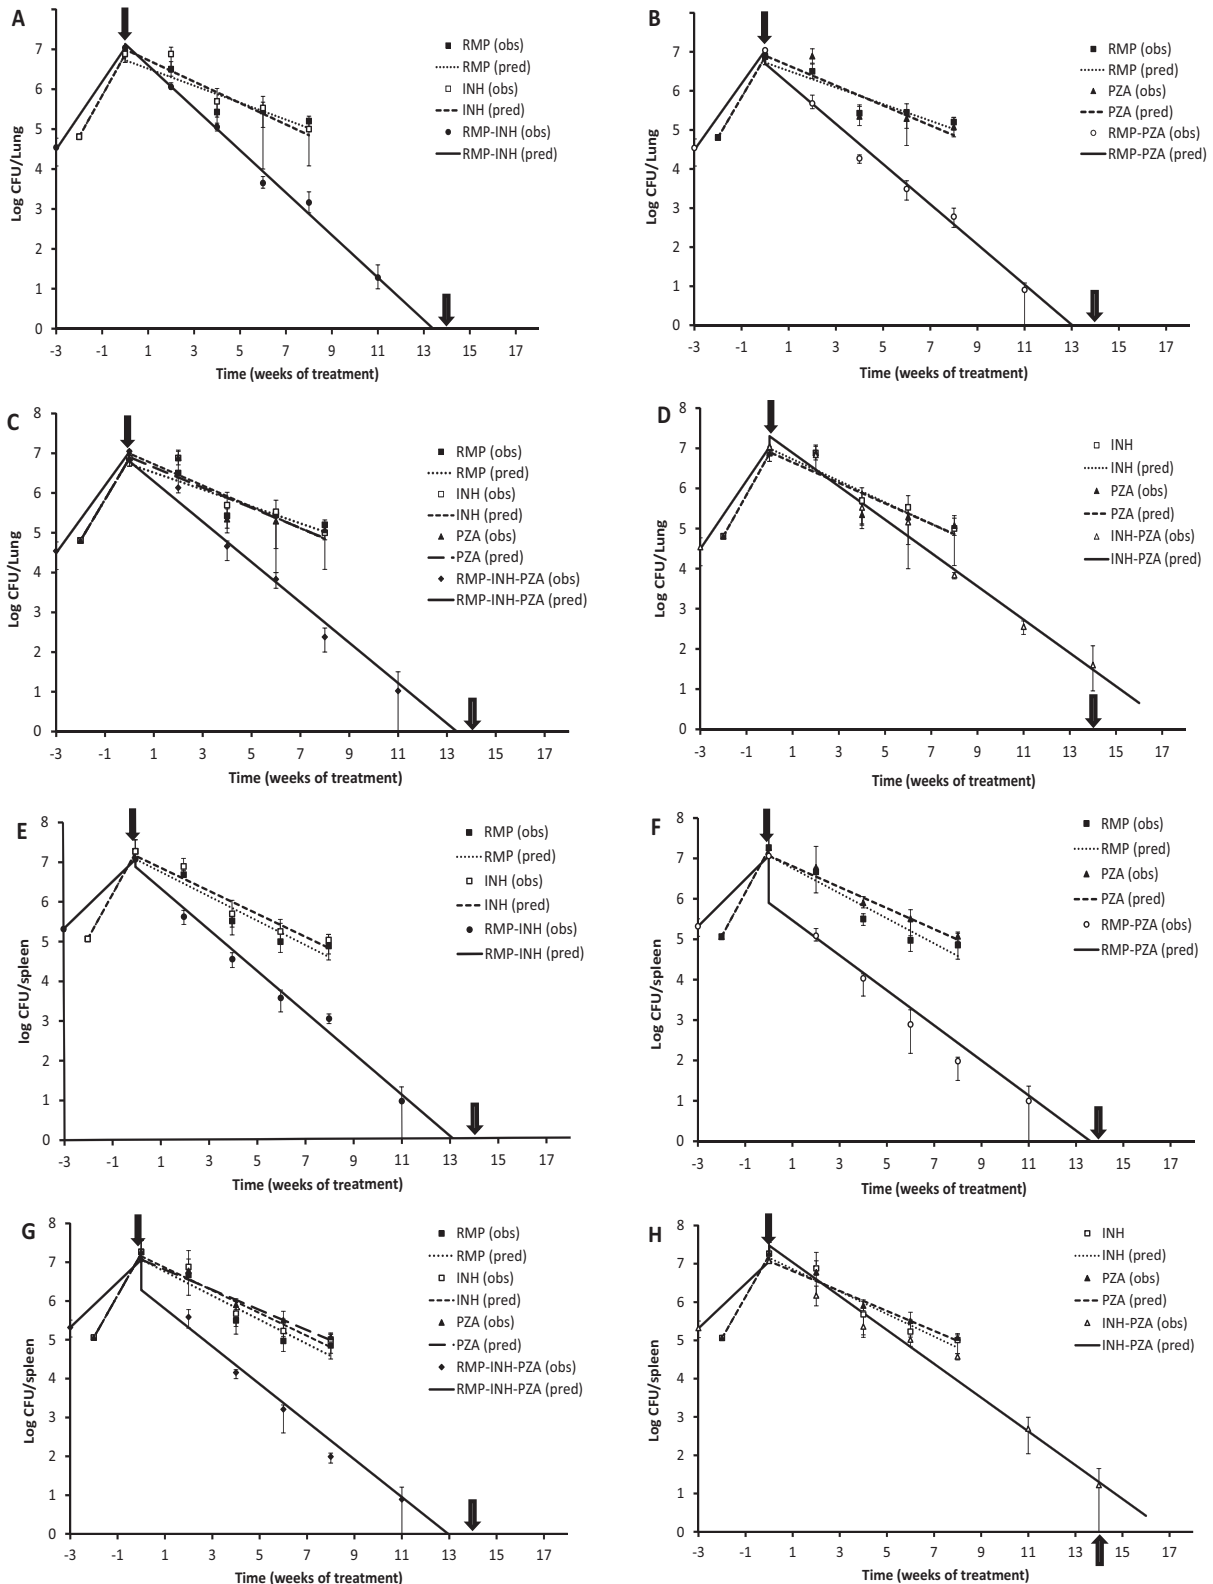 A
7
6
5
4
3
2
1
0
-3 -1 1 3 5 7 9 11 13 15 17
Log CFU/Lung
Time (weeks of treatment)
RMP (obs)
RMP (pred)
INH (obs)
INH (pred)
RMP-INH (obs)
RMP-INH (pred)
B
7
6
5
4
3
2
1
0
-3 -1 1 3 5 7 9 11 13 15 17
Log CFU/Lung
Time (weeks of treatment)
RMP (obs)
RMP (pred)
PZA (obs)
PZA (pred)
RMP-PZA (obs)
RMP-PZA (pred)
C
8
7
6
5
4
3
2
1
0
-3 -1 1 3 5 7 9 11 13 15 17
Log CFU/Lung
Time (weeks of treatment)
RMP (obs)
RMP (pred)
INH (obs)
INH (pred)
PZA (obs)
PZA (pred)
RMP-INH-PZA (obs)
RMP-INH-PZA (pred)
D
8
7
6
5
4
3
2
1
0
-3 -1 1 3 5 7 9 11 13 15 17
Log CFU/Lung
Time (weeks of treatment)
INH
INH (pred)
PZA (obs)
PZA (pred)
INH-PZA (obs)
INH-PZA (pred)
E
8
7
6
5
4
3
2
1
0
-3 -1 1 3 5 7 9 11 13 15 17
log CFU/spleen
Time (weeks of treatment)
RMP (obs)
RMP (pred)
INH (obs)
INH (pred)
RMP-INH (obs)
RMP-INH (pred)
F
8
7
6
5
4
3
2
1
0
-3 -1 1 3 5 7 9 11 13 15 17
Log CFU/spleen
Time (weeks of treatment)
RMP (obs)
RMP (pred)
PZA (obs)
PZA (pred)
RMP-PZA (obs)
RMP-PZA (pred)
G
8
7
6
5
4
3
2
1
0
-3 -1 1 3 5 7 9 11 13 15 17
Log CFU/spleen
Time (weeks of treatment)
RMP (obs)
RMP (pred)
INH (obs)
INH (pred)
PZA (obs)
PZA (pred)
RMP-INH-PZA (obs)
RMP-INH-PZA (pred)
H
8
7
6
5
4
3
2
1
0
-3 -1 1 3 5 7 9 11 13 15 17
Log CFU/spleen
Time (weeks of treatment)
INH
INH (pred)
PZA (obs)
PZA (pred)
INH-PZA (obs)
INH-PZA (pred)